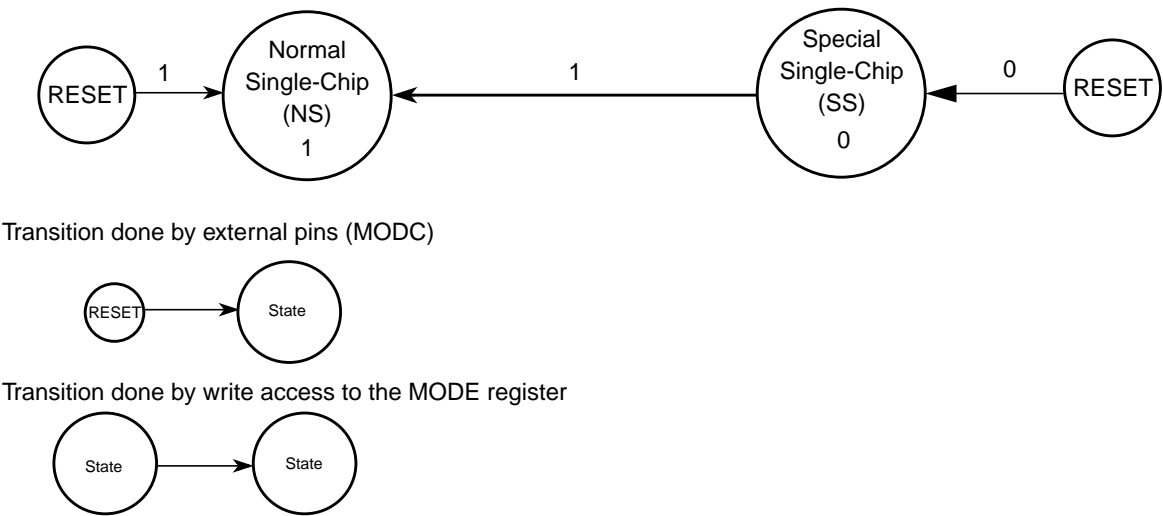 RESET
1
Normal
Single-Chip
(NS)
1
1
Special
Single-Chip
(SS)
0
0
RESET
Transition done by external pins (MODC)
RESET
State
Transition done by write access to the MODE register
State
State